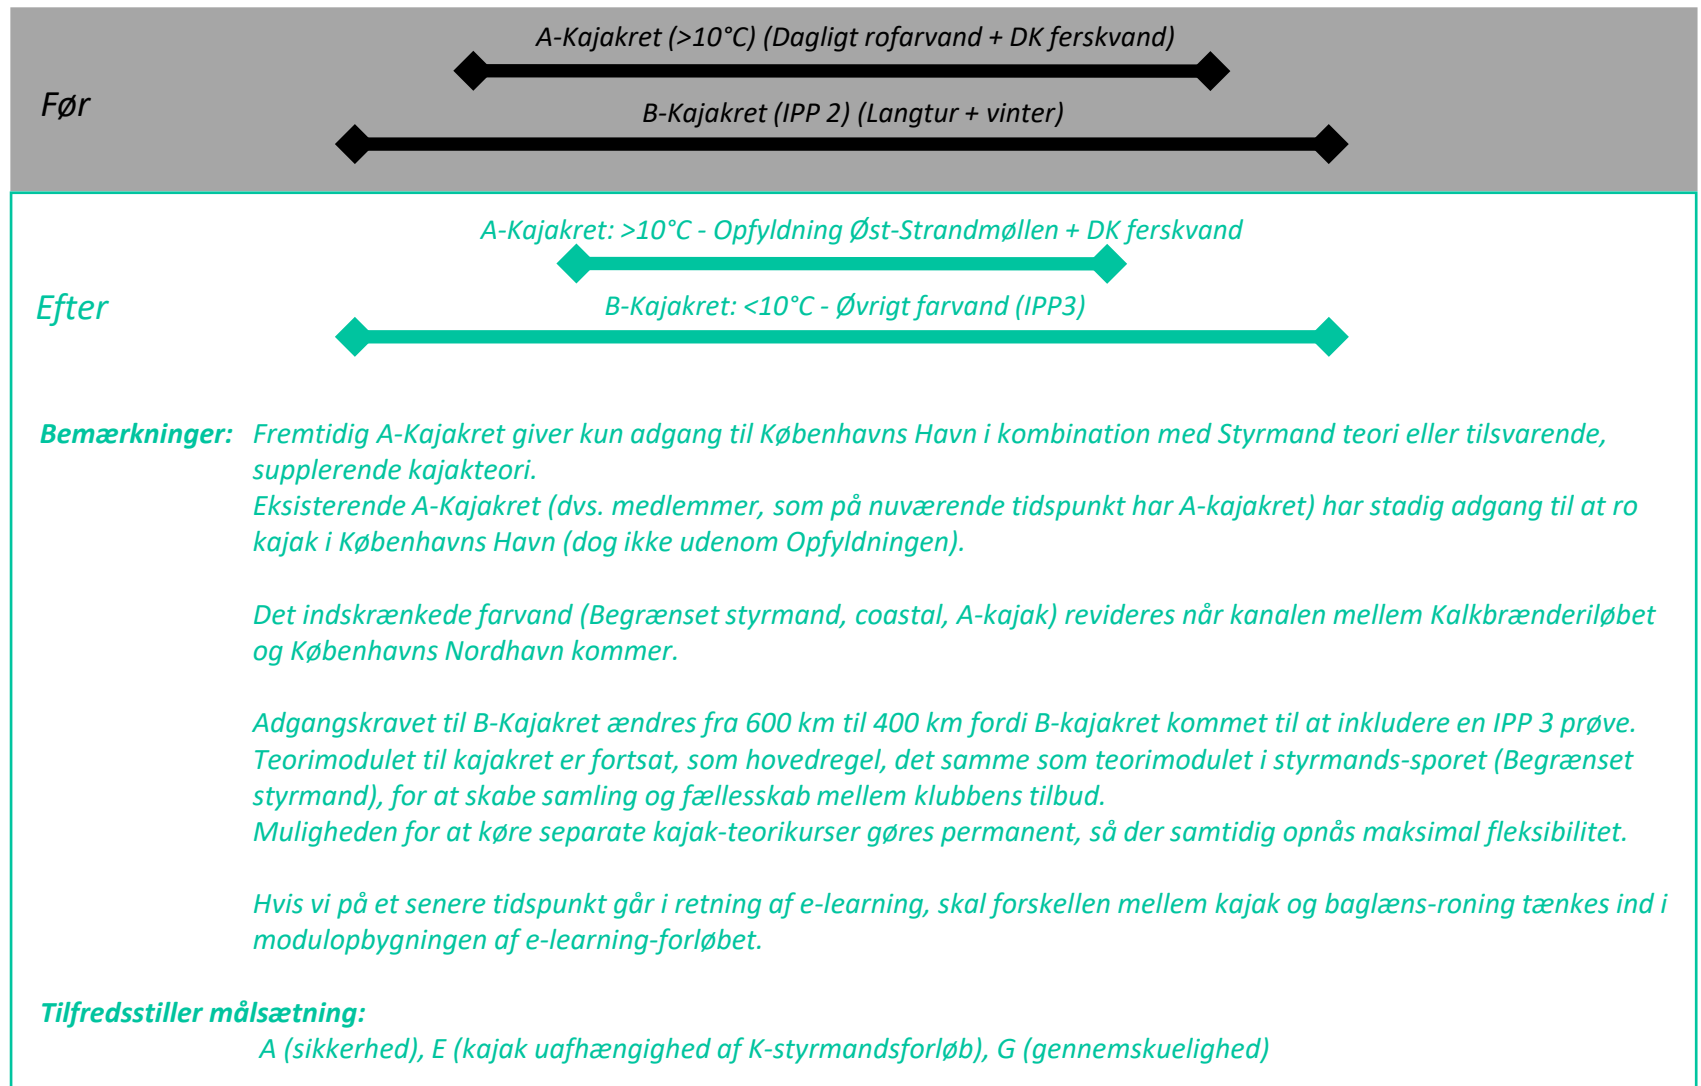 A-Kajakret (>10°C) (Dagligt rofarvand + DK ferskvand)
Før
B-Kajakret (IPP 2) (Langtur + vinter)
A-Kajakret: >10°C - Opfyldning Øst-Strandmøllen + DK ferskvand
Efter
B-Kajakret: <10°C - Øvrigt farvand (IPP3)
Bemærkninger: Fremtidig A-Kajakret giver kun adgang til Københavns Havn i kombination med Styrmand teori eller tilsvarende,
supplerende kajakteori.
Eksisterende A-Kajakret (dvs. medlemmer, som på nuværende tidspunkt har A-kajakret) har stadig adgang til at ro
kajak i Københavns Havn (dog ikke udenom Opfyldningen).
Det indskrænkede farvand (Begrænset styrmand, coastal, A-kajak) revideres når kanalen mellem Kalkbrænderiløbet
og Københavns Nordhavn kommer.
Adgangskravet til B-Kajakret ændres fra 600 km til 400 km fordi B-kajakret kommet til at inkludere en IPP 3 prøve.
Teorimodulet til kajakret er fortsat, som hovedregel, det samme som teorimodulet i styrmands-sporet (Begrænset
styrmand), for at skabe samling og fællesskab mellem klubbens tilbud.
Muligheden for at køre separate kajak-teorikurser gøres permanent, så der samtidig opnås maksimal fleksibilitet.
Hvis vi på et senere tidspunkt går i retning af e-learning, skal forskellen mellem kajak og baglæns-roning tænkes ind i
modulopbygningen af e-learning-forløbet.
Tilfredsstiller målsætning:
A (sikkerhed), E (kajak uafhængighed af K-styrmandsforløb), G (gennemskuelighed)